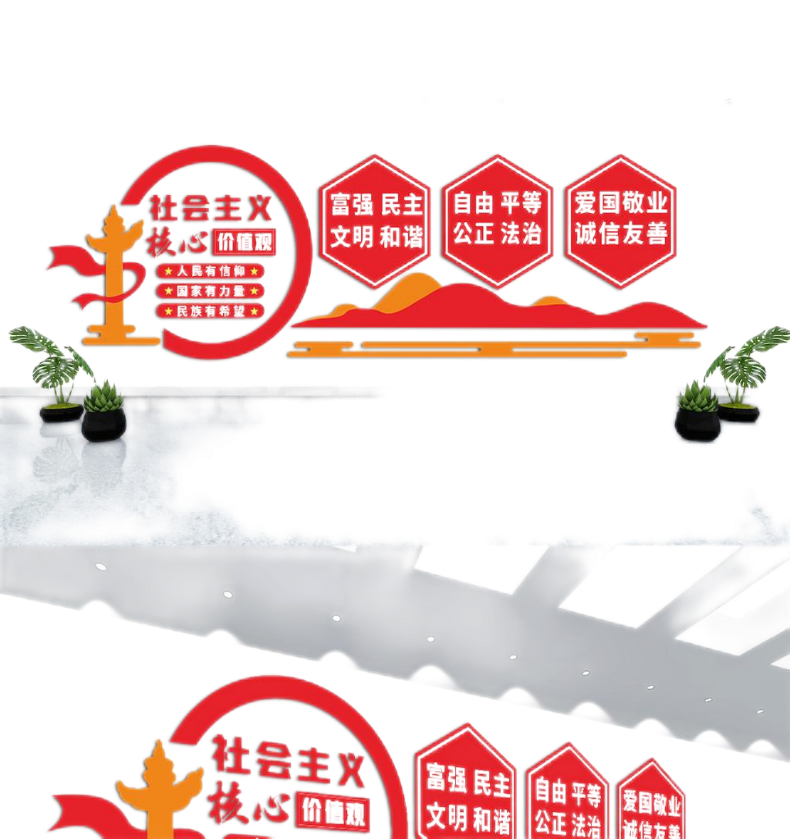 社会主义
核心 价值观
★人民有信仰★
★国家有力量★
★民族有希望★
富强 民主
文明 和谐
自由 平等
公正 法治
爱国敬业
诚信友善
社会主义
核心 价值观
富强 民主
文明 和谐
自由 平等
公正 法治
爱国敬业
诚信友善